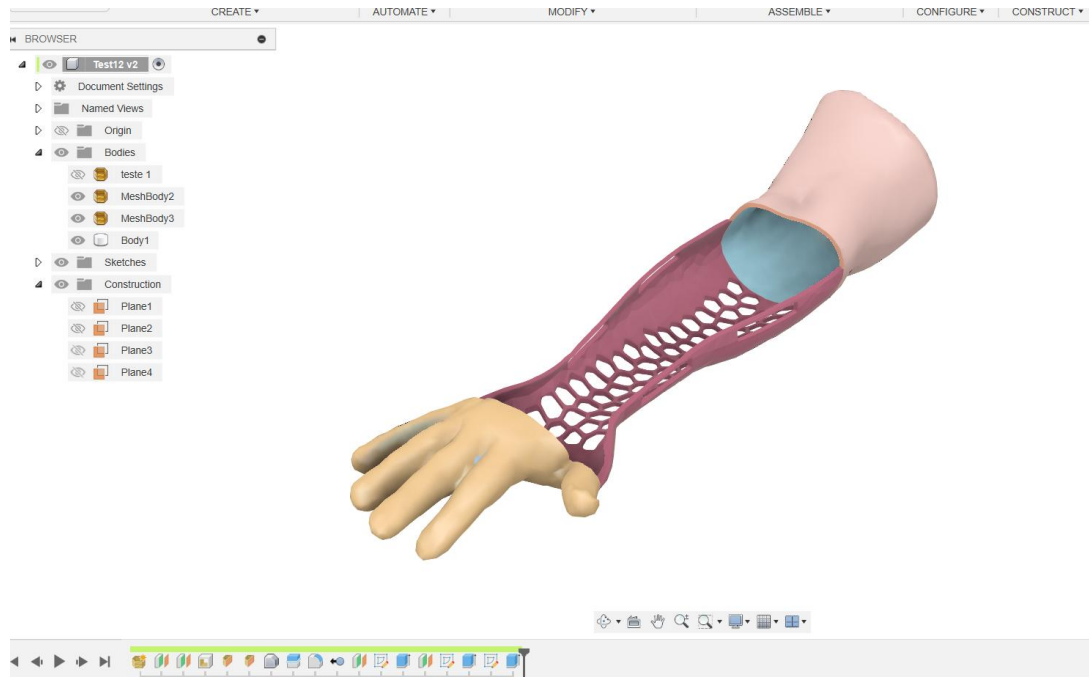 CREATE▾ AUTOMATE▾ MODIFY▾ ASSEMBLE▾ CONFIGURE▾ CONSTRUCT▾
BROWSER
Test12 v2
Document Settings
Named Views
Origin
Bodies
teste 1
MeshBody2
MeshBody3
Body1
Sketches
Construction
Plane1
Plane2
Plane3
Plane4